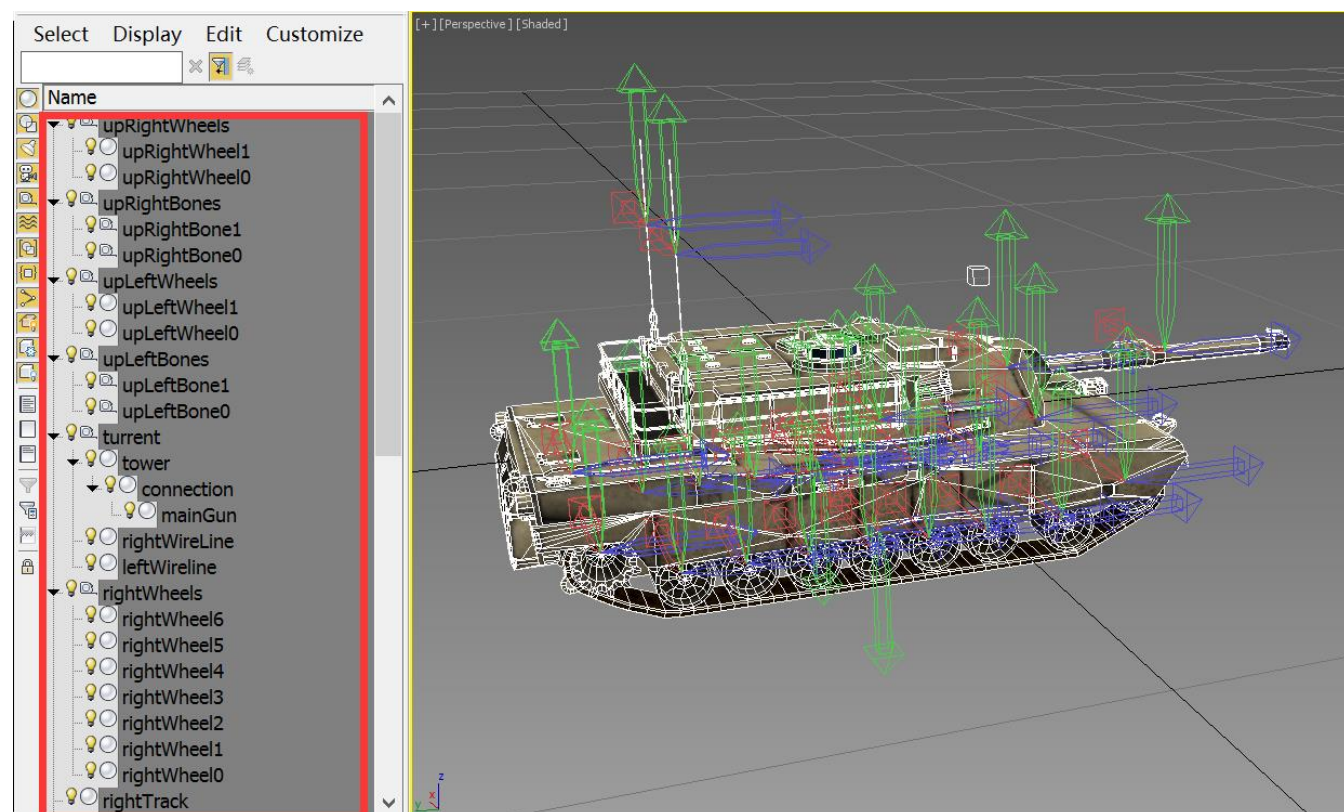 Select Display Edit Customize
[+][Perspective][Shaded]
Name
upRightWheels
upRightWheel1
upRightWheel0
upRightBones
upRightBone1
upRightBone0
upLeftWheels
upLeftWheel1
upLeftWheel0
upLeftBones
upLeftBone1
upLeftBone0
turrent
tower
connection
mainGun
rightWireLine
leftWireline
rightWheels
rightWheel6
rightWheel5
rightWheel4
rightWheel3
rightWheel2
rightWheel1
rightWheel0
rightTrack
z
x
y